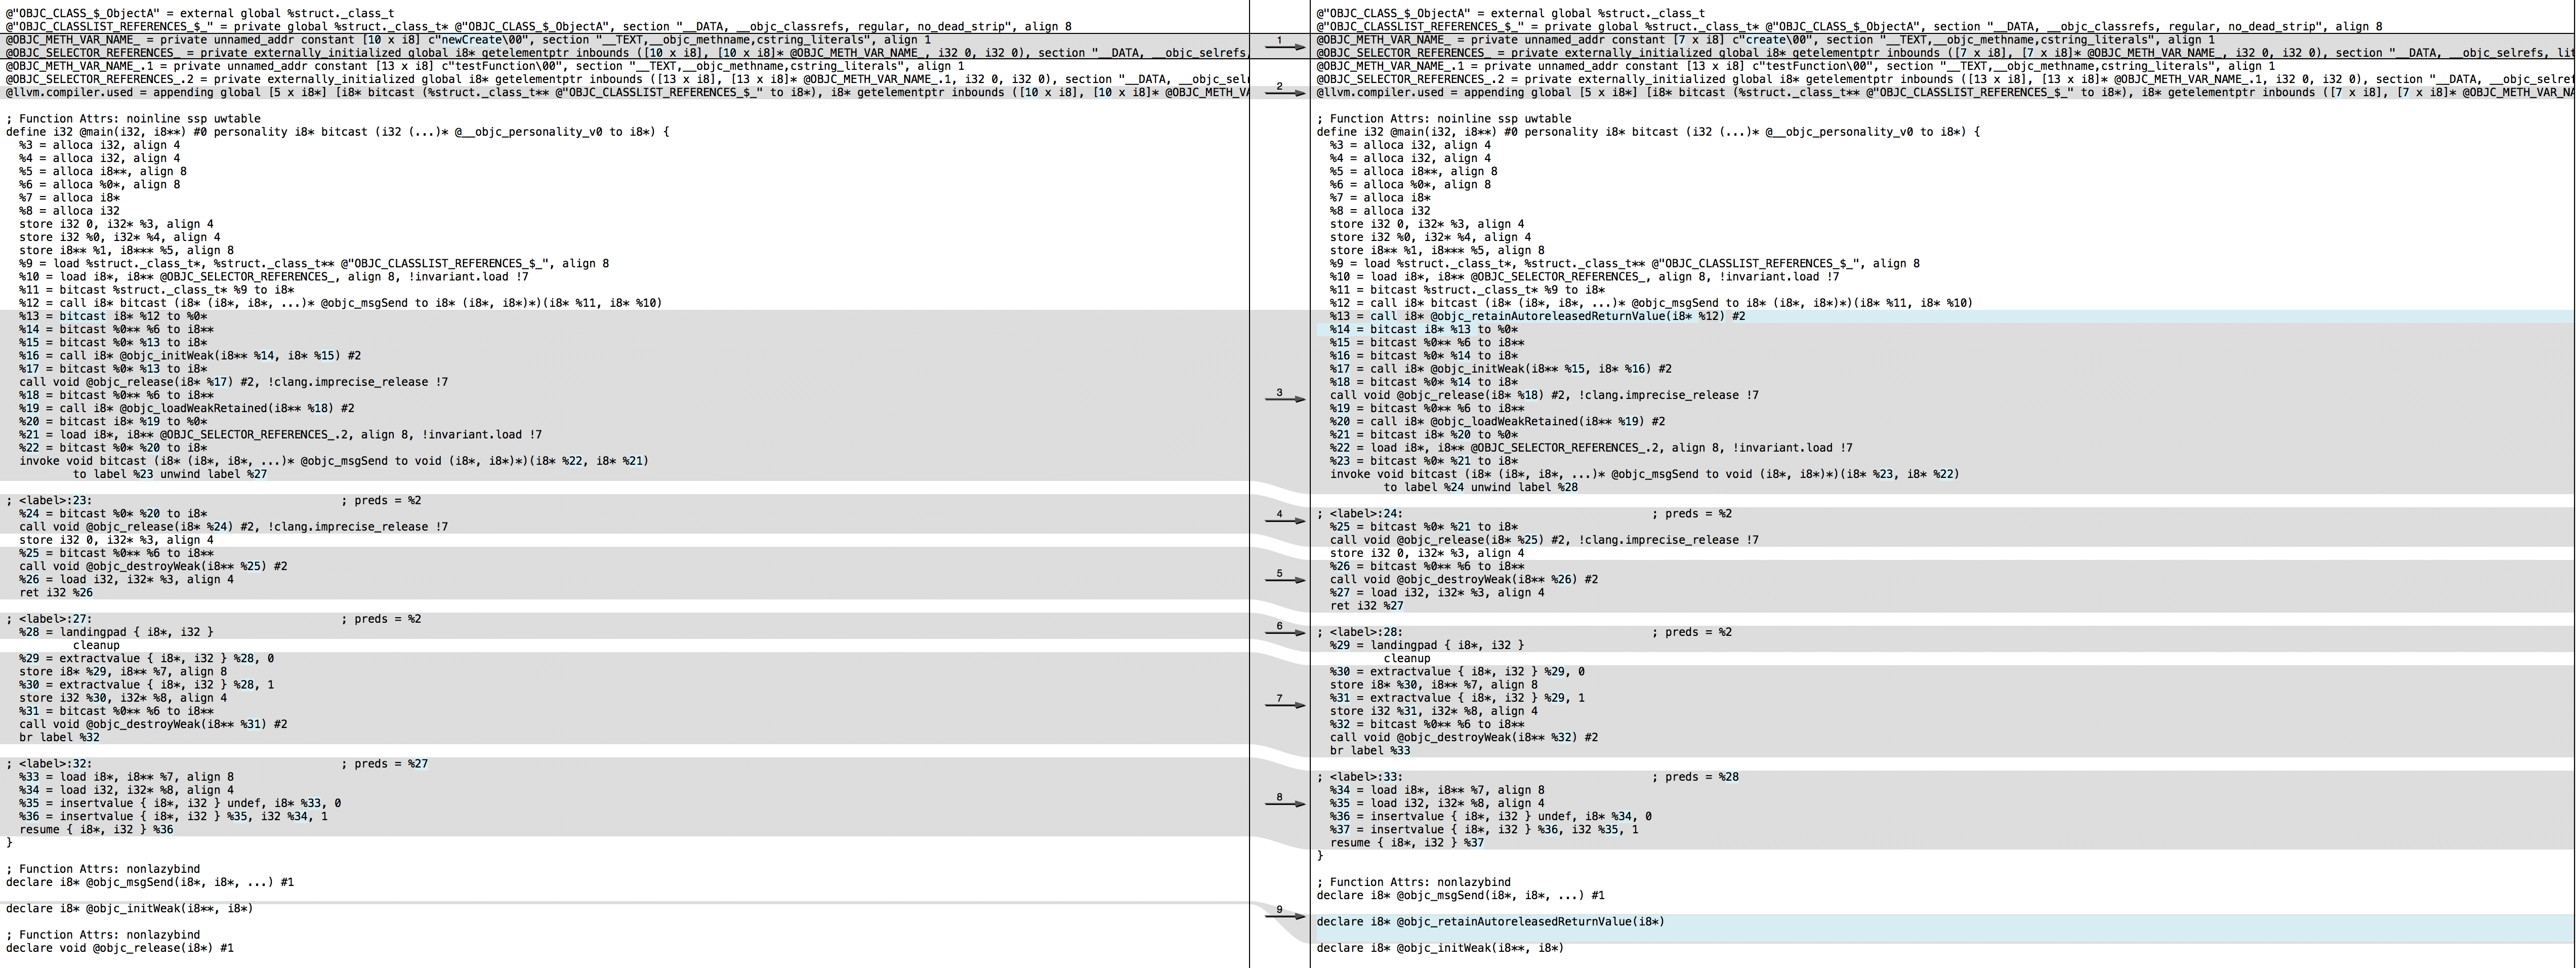 @"OBJC_CLASS_$_ObjectA" = external global %struct._class_t
@"OBJC_CLASSLIST_REFERENCES_$_" = private global %struct._class_t* @"OBJC_CLASS_$_ObjectA", section "__DATA, __objc_classrefs, regular, no_dead_strip", align 8
@OBJC_METH_VAR_NAME_ = private unnamed_addr constant [10 x i8] c"newCreate\00", section "__TEXT,__objc_methname,cstring_literals", align 1
@OBJC_SELECTOR_REFERENCES_ = private externally_initialized global i8* getelementptr inbounds ([10 x i8], [10 x i8]* @OBJC_METH_VAR_NAME_, i32 0, i32 0), section "__DATA, __objc_selrefs,
@OBJC_METH_VAR_NAME_.1 = private unnamed_addr constant [13 x i8] c"testFunction\00", section "__TEXT,__objc_methname,cstring_literals", align 1
@OBJC_SELECTOR_REFERENCES_.2 = private externally_initialized global i8* getelementptr inbounds ([13 x i8], [13 x i8]* @OBJC_METH_VAR_NAME_.1, i32 0, i32 0), section "__DATA, __objc_sel
@llvm.compiler.used = appending global [5 x i8*] [i8* bitcast (%struct._class_t** @"OBJC_CLASSLIST_REFERENCES_$_" to i8*), i8* getelementptr inbounds ([10 x i8], [10 x i8]* @OBJC_METH_VA
; Function Attrs: noinline ssp uwtable
define i32 @main(i32, i8**) #0 personality i8* bitcast (i32 (...)* @__objc_personality_v0 to i8*) {
%3 = alloca i32, align 4
%4 = alloca i32, align 4
%5 = alloca i8**, align 8
%6 = alloca %0*, align 8
%7 = alloca i8*
%8 = alloca i32
store i32 0, i32* %3, align 4
store i32 %0, i32* %4, align 4
store i8** %1, i8*** %5, align 8
%9 = load %struct._class_t*, %struct._class_t** @"OBJC_CLASSLIST_REFERENCES_$_", align 8
%10 = load i8*, i8** @OBJC_SELECTOR_REFERENCES_, align 8, !invariant.load !7
%11 = bitcast %struct._class_t* %9 to i8*
%12 = call i8* bitcast (i8* (i8*, i8*, ...)* @objc_msgSend to i8* (i8*, i8*)*)(i8* %11, i8* %10)
%13 = bitcast i8* %12 to %0*
%14 = bitcast %0** %6 to i8**
%15 = bitcast %0* %13 to i8*
%16 = call i8* @objc_initWeak(i8** %14, i8* %15) #2
%17 = bitcast %0* %13 to i8*
call void @objc_release(i8* %17) #2, !clang.imprecise_release !7
%18 = bitcast %0** %6 to i8**
%19 = call i8* @objc_loadWeakRetained(i8** %18) #2
%20 = bitcast i8* %19 to %0*
%21 = load i8*, i8** @OBJC_SELECTOR_REFERENCES_.2, align 8, !invariant.load !7
%22 = bitcast %0* %20 to i8*
invoke void bitcast (i8* (i8*, i8*, ...)* @objc_msgSend to void (i8*, i8*)*)(i8* %22, i8* %21)
to label %23 unwind label %27
; <label>:23: ; preds = %2
%24 = bitcast %0* %20 to i8*
call void @objc_release(i8* %24) #2, !clang.imprecise_release !7
store i32 0, i32* %3, align 4
%25 = bitcast %0** %6 to i8**
call void @objc_destroyWeak(i8** %25) #2
%26 = load i32, i32* %3, align 4
ret i32 %26
; <label>:27: ; preds = %2
%28 = landingpad { i8*, i32 }
cleanup
%29 = extractvalue { i8*, i32 } %28, 0
store i8* %29, i8** %7, align 8
%30 = extractvalue { i8*, i32 } %28, 1
store i32 %30, i32* %8, align 4
%31 = bitcast %0** %6 to i8**
call void @objc_destroyWeak(i8** %31) #2
br label %32
; <label>:32: ; preds = %27
%33 = load i8*, i8** %7, align 8
%34 = load i32, i32* %8, align 4
%35 = insertvalue { i8*, i32 } undef, i8* %33, 0
%36 = insertvalue { i8*, i32 } %35, i32 %34, 1
resume { i8*, i32 } %36
}
; Function Attrs: nonlazybind
declare i8* @objc_msgSend(i8*, i8*, ...) #1
declare i8* @objc_initWeak(i8**, i8*)
; Function Attrs: nonlazybind
declare void @objc_release(i8*) #1
1
2
3
4
5
6
7
8
9
@"OBJC_CLASS_$_ObjectA" = external global %struct._class_t
@"OBJC_CLASSLIST_REFERENCES_$_" = private global %struct._class_t* @"OBJC_CLASS_$_ObjectA", section "__DATA, __objc_classrefs, regular, no_dead_strip", align 8
@OBJC_METH_VAR_NAME_ = private unnamed_addr constant [7 x i8] c"create\00", section "__TEXT,__objc_methname,cstring_literals", align 1
@OBJC_SELECTOR_REFERENCES_ = private externally_initialized global i8* getelementptr inbounds ([7 x i8], [7 x i8]* @OBJC_METH_VAR_NAME_, i32 0, i32 0), section "__DATA, __objc_selrefs, lit
@OBJC_METH_VAR_NAME_.1 = private unnamed_addr constant [13 x i8] c"testFunction\00", section "__TEXT,__objc_methname,cstring_literals", align 1
@OBJC_SELECTOR_REFERENCES_.2 = private externally_initialized global i8* getelementptr inbounds ([13 x i8], [13 x i8]* @OBJC_METH_VAR_NAME_.1, i32 0, i32 0), section "__DATA, __objc_selref
@llvm.compiler.used = appending global [5 x i8*] [i8* bitcast (%struct._class_t** @"OBJC_CLASSLIST_REFERENCES_$_" to i8*), i8* getelementptr inbounds ([7 x i8], [7 x i8]* @OBJC_METH_VAR_NA
; Function Attrs: noinline ssp uwtable
define i32 @main(i32, i8**) #0 personality i8* bitcast (i32 (...)* @__objc_personality_v0 to i8*) {
%3 = alloca i32, align 4
%4 = alloca i32, align 4
%5 = alloca i8**, align 8
%6 = alloca %0*, align 8
%7 = alloca i8*
%8 = alloca i32
store i32 0, i32* %3, align 4
store i32 %0, i32* %4, align 4
store i8** %1, i8*** %5, align 8
%9 = load %struct._class_t*, %struct._class_t** @"OBJC_CLASSLIST_REFERENCES_$_", align 8
%10 = load i8*, i8** @OBJC_SELECTOR_REFERENCES_, align 8, !invariant.load !7
%11 = bitcast %struct._class_t* %9 to i8*
%12 = call i8* bitcast (i8* (i8*, i8*, ...)* @objc_msgSend to i8* (i8*, i8*)*)(i8* %11, i8* %10)
%13 = call i8* @objc_retainAutoreleasedReturnValue(i8* %12) #2
%14 = bitcast i8* %13 to %0*
%15 = bitcast %0** %6 to i8**
%16 = bitcast %0* %14 to i8*
%17 = call i8* @objc_initWeak(i8** %15, i8* %16) #2
%18 = bitcast %0* %14 to i8*
call void @objc_release(i8* %18) #2, !clang.imprecise_release !7
%19 = bitcast %0** %6 to i8**
%20 = call i8* @objc_loadWeakRetained(i8** %19) #2
%21 = bitcast i8* %20 to %0*
%22 = load i8*, i8** @OBJC_SELECTOR_REFERENCES_.2, align 8, !invariant.load !7
%23 = bitcast %0* %21 to i8*
invoke void bitcast (i8* (i8*, i8*, ...)* @objc_msgSend to void (i8*, i8*)*)(i8* %23, i8* %22)
to label %24 unwind label %28
; <label>:24: ; preds = %2
%25 = bitcast %0* %21 to i8*
call void @objc_release(i8* %25) #2, !clang.imprecise_release !7
store i32 0, i32* %3, align 4
%26 = bitcast %0** %6 to i8**
call void @objc_destroyWeak(i8** %26) #2
%27 = load i32, i32* %3, align 4
ret i32 %27
; <label>:28: ; preds = %2
%29 = landingpad { i8*, i32 }
cleanup
%30 = extractvalue { i8*, i32 } %29, 0
store i8* %30, i8** %7, align 8
%31 = extractvalue { i8*, i32 } %29, 1
store i32 %31, i32* %8, align 4
%32 = bitcast %0** %6 to i8**
call void @objc_destroyWeak(i8** %32) #2
br label %33
; <label>:33: ; preds = %28
%34 = load i8*, i8** %7, align 8
%35 = load i32, i32* %8, align 4
%36 = insertvalue { i8*, i32 } undef, i8* %34, 0
%37 = insertvalue { i8*, i32 } %36, i32 %35, 1
resume { i8*, i32 } %37
}
; Function Attrs: nonlazybind
declare i8* @objc_msgSend(i8*, i8*, ...) #1
declare i8* @objc_retainAutoreleasedReturnValue(i8*)
declare i8* @objc_initWeak(i8**, i8*)